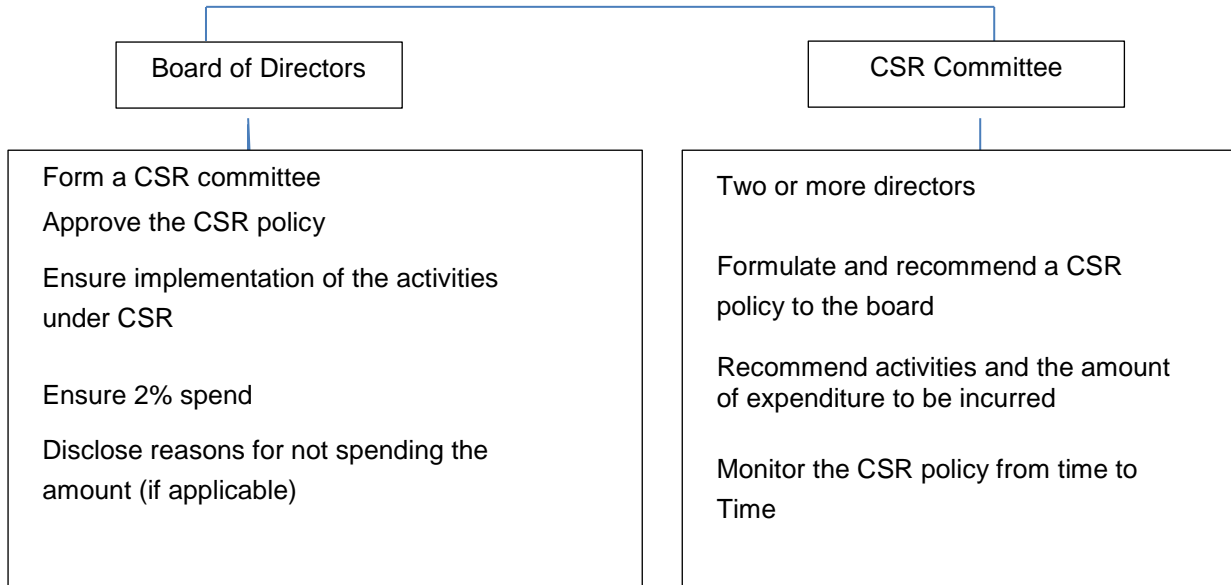 Board of Directors
CSR Committee
Form a CSR committee
Approve the CSR policy
Ensure implementation of the activities
under CSR
Ensure 2% spend
Disclose reasons for not spending the
amount (if applicable)
Two or more directors
Formulate and recommend a CSR
policy to the board
Recommend activities and the amount
of expenditure to be incurred
Monitor the CSR policy from time to
Time